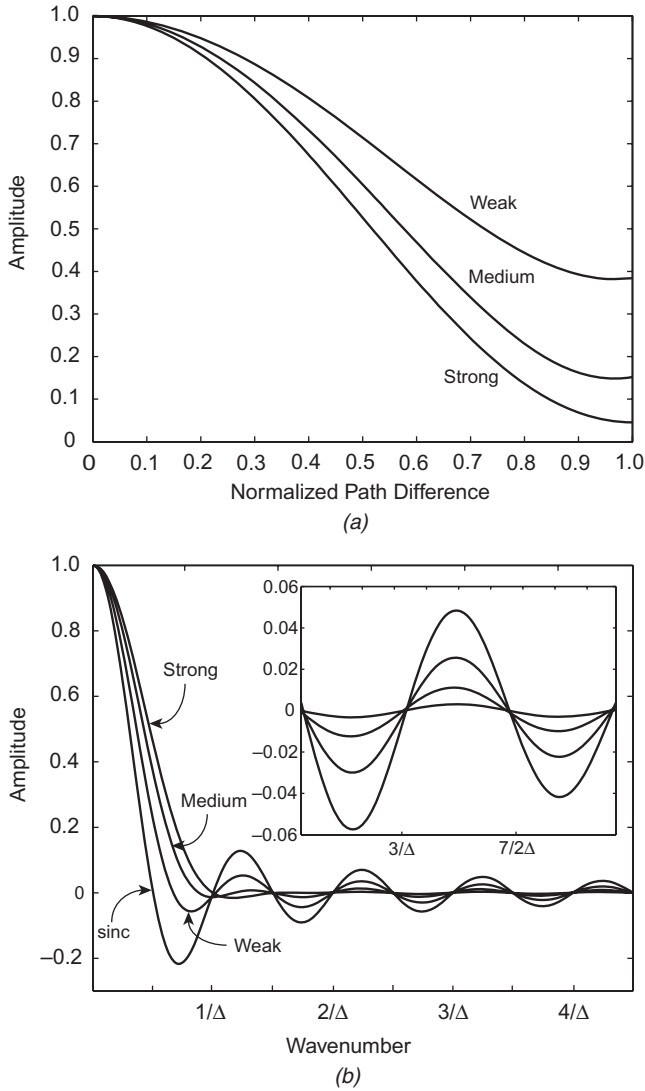 1.0
0.9
0.8
0.7
0.6
0.5
0.4
0.3
0.2
0.1
0
Amplitude
Weak
Medium
Strong
0 0.1 0.2 0.3 0.4 0.5 0.6 0.7 0.8 0.9 1.0
Normalized Path Difference
(a)
1.0
0.8
0.6
0.4
0.2
0
–0.2
Amplitude
Strong
Medium
sinc
Weak
0.06
0.04
0.02
0
–0.02
–0.04
–0.06
3/Δ 7/2Δ
1/Δ 2/Δ 3/Δ 4/Δ
Wavenumber
(b)